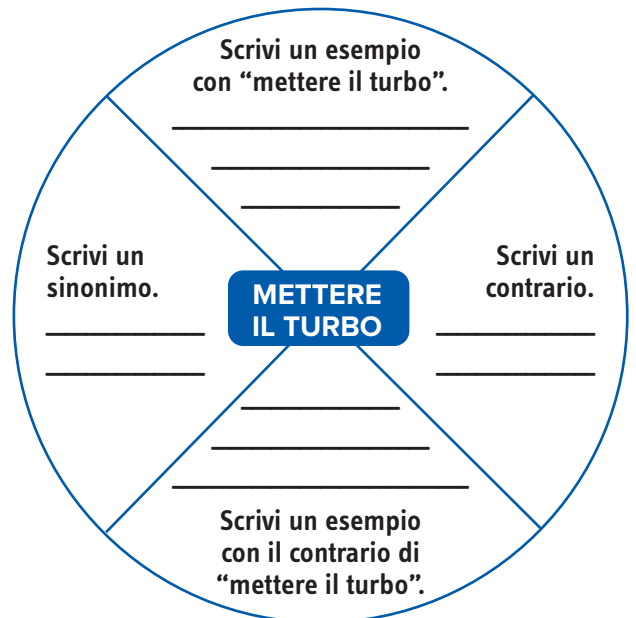 Scrivi un esempio
con “mettere il turbo”.
Scrivi un
sinonimo.
METTERE
IL TURBO
Scrivi un
contrario.
Scrivi un esempio
con il contrario di
“mettere il turbo”.